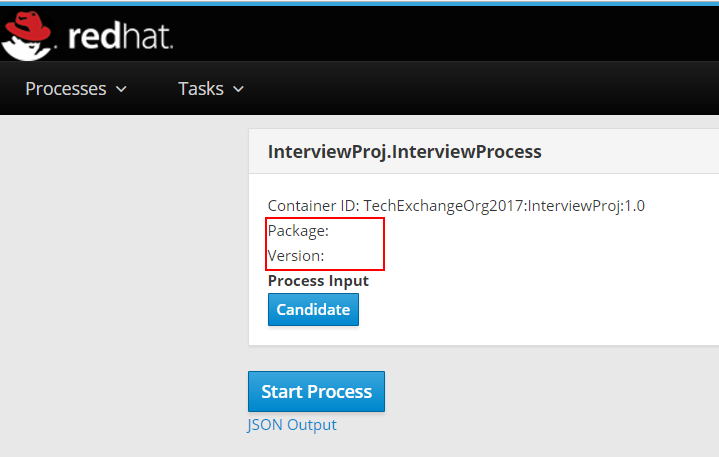 redhat.
Processes Tasks
InterviewProj.InterviewProcess
Container ID: TechExchangeOrg2017:InterviewProj:1.0
Package:
Version:
Process Input
Candidate
Start Process
JSON Output